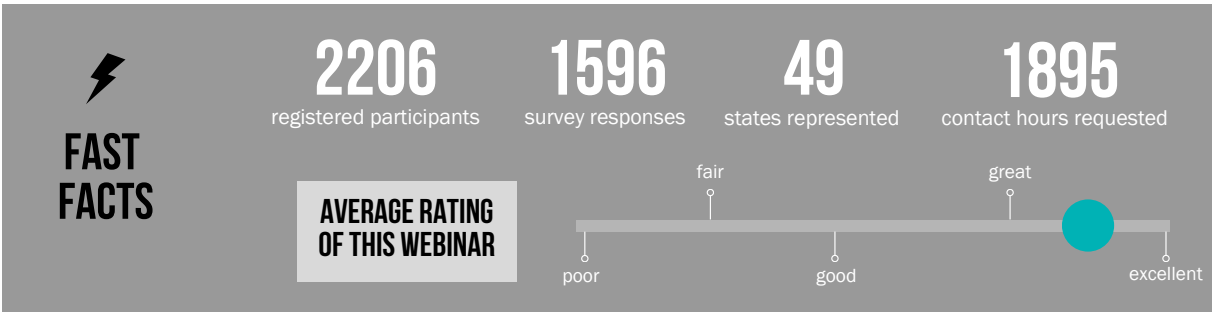 FAST
FACTS
2206
registered participants
1596
survey responses
49
states represented
1895
contact hours requested
AVERAGE RATING
OF THIS WEBINAR
poor
fair
good
great
excellent